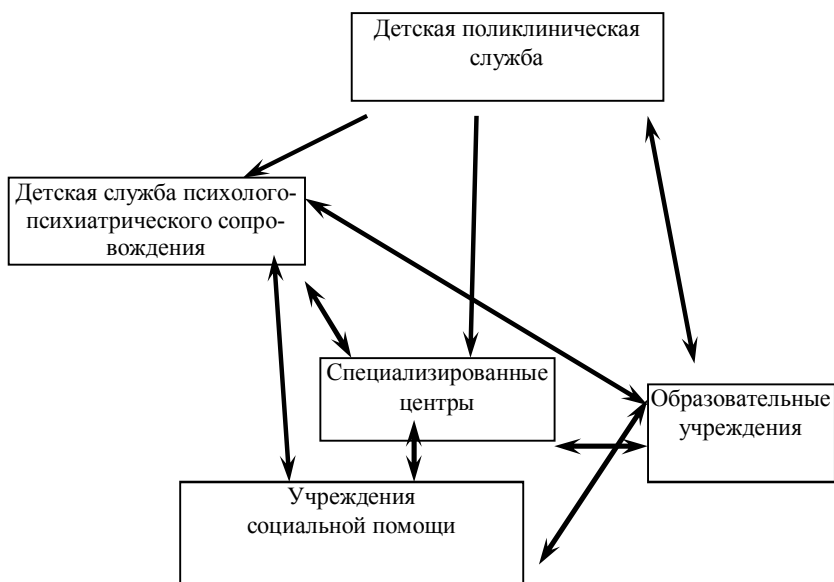 Детская поликлиническая
служба
Детская служба психолого-
психиатрического сопро-
вождения
Специализированные
центры
Образовательные
учреждения
Учреждения
социальной помощи